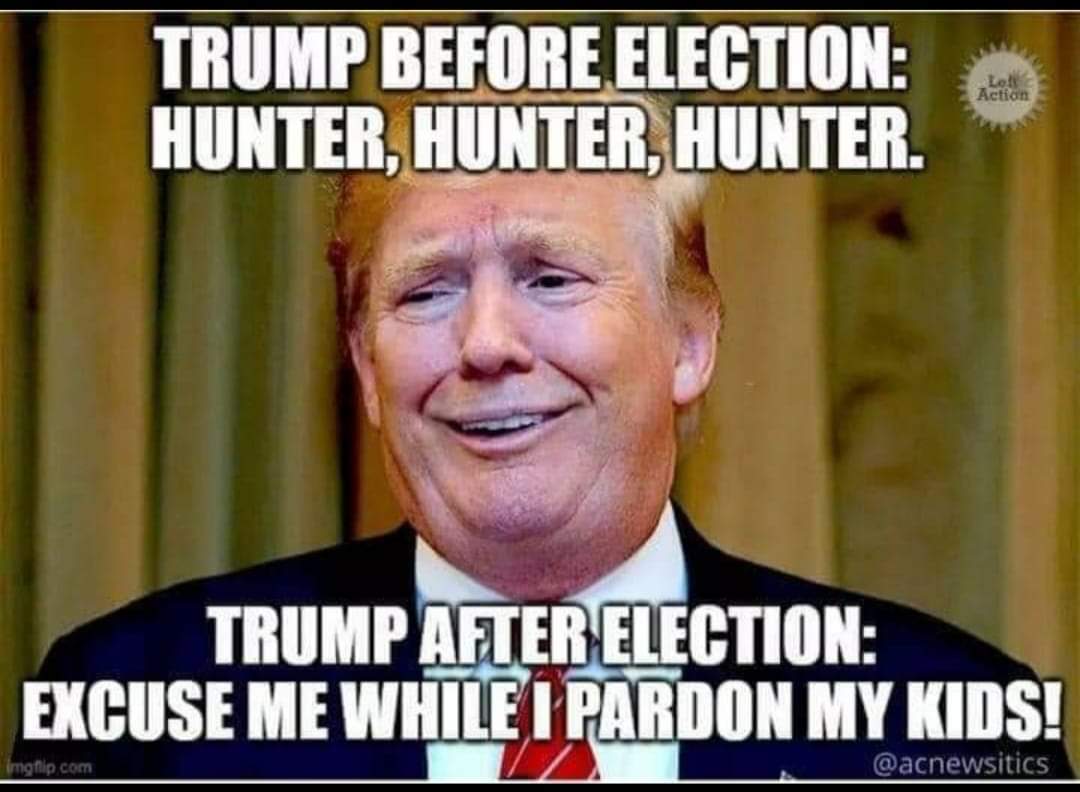 TRUMP BEFORE ELECTION:
HUNTER, HUNTER, HUNTER.
Left
Action
TRUMP AFTER ELECTION:
EXCUSE ME WHILE I PARDON MY KIDS!
imgflip.com
@acnewsitics